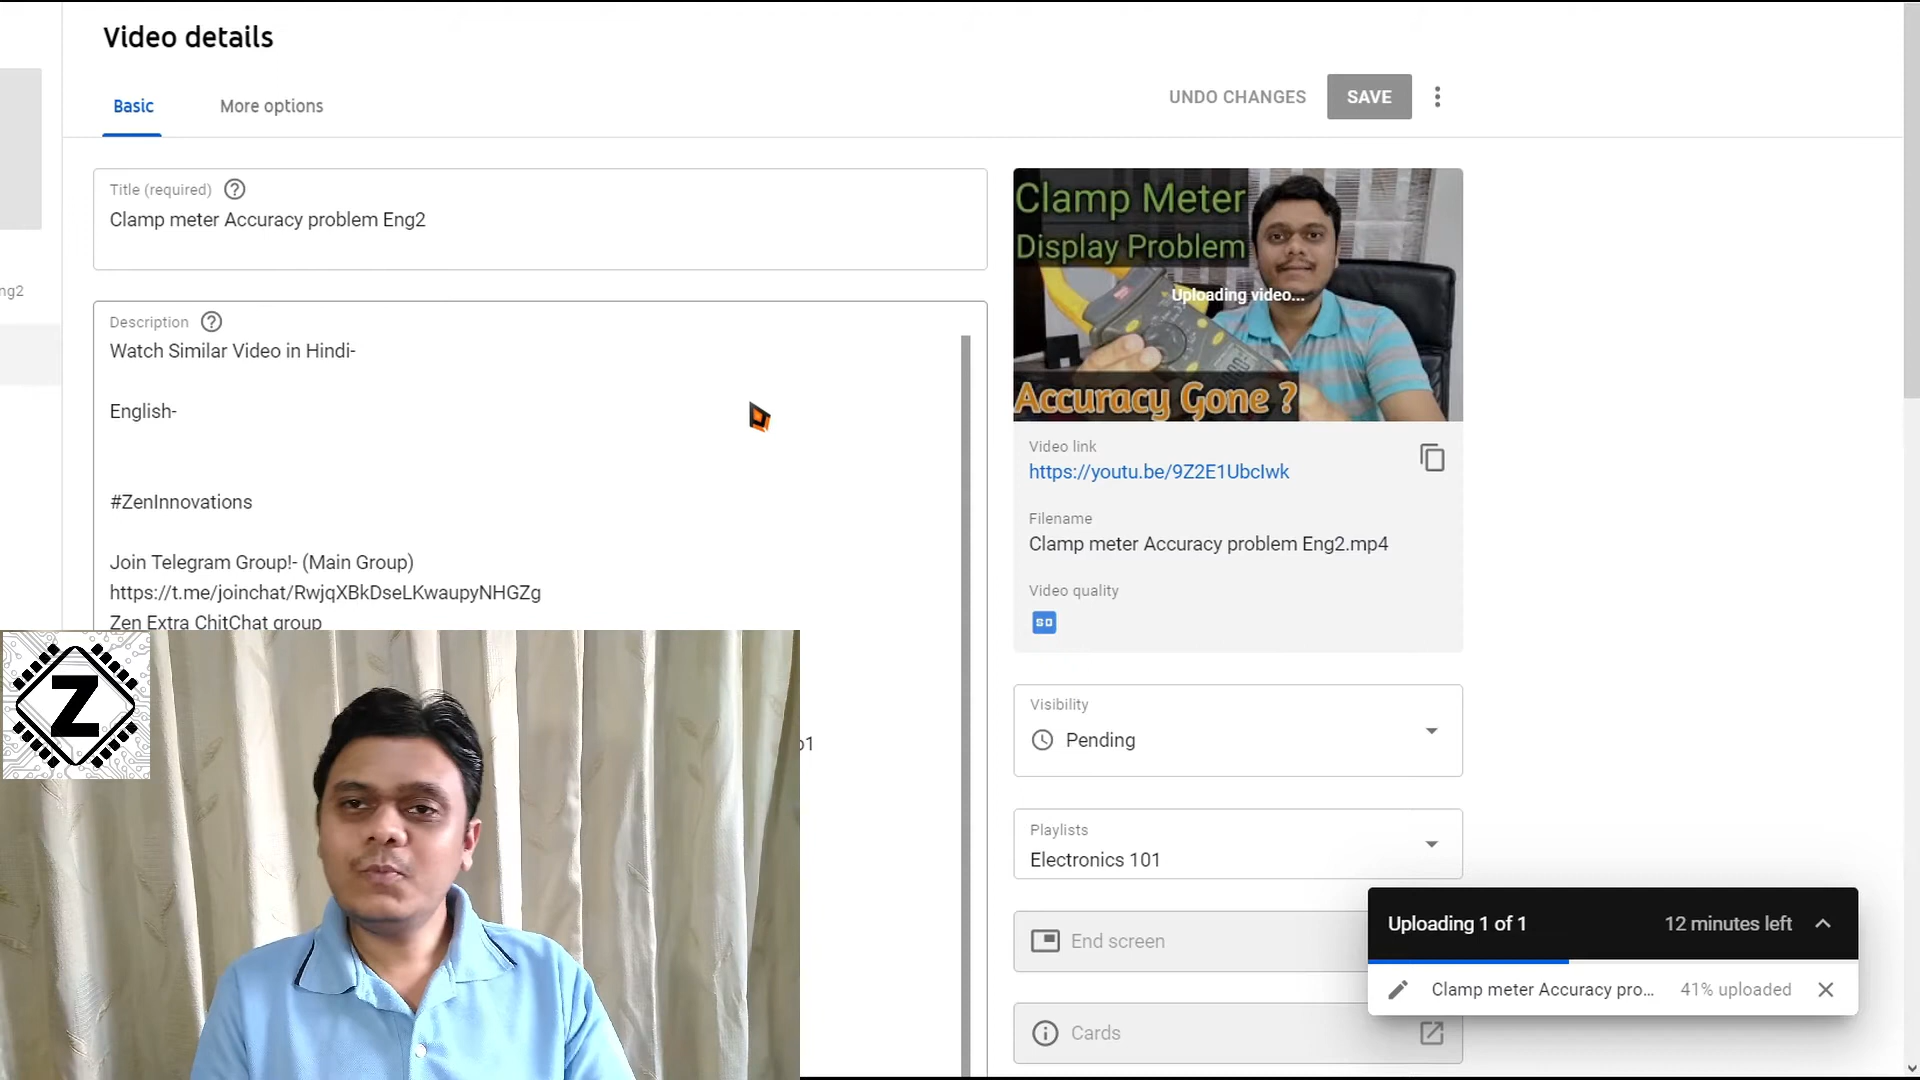 Video details
Basic
More options
UNDO CHANGES
SAVE
Title (required)
Clamp meter Accuracy problem Eng2
ng2
Description
Watch Similar Video in Hindi-
English-
#ZenInnovations
Join Telegram Group!- (Main Group)
https://t.me/joinchat/RwjqXBkDseLKwaupyNHGZg
Zen Extra ChitChat group
Z
Clamp Meter
Display Problem
Uploading video...
Accuracy Gone ?
Video link
https://youtu.be/9Z2E1UbcIwk
Filename
Clamp meter Accuracy problem Eng2.mp4
Video quality
SD
Visibility
Pending
Playlists
Electronics 101
End screen
Cards
Uploading 1 of 1
12 minutes left
Clamp meter Accuracy pro...
41% uploaded